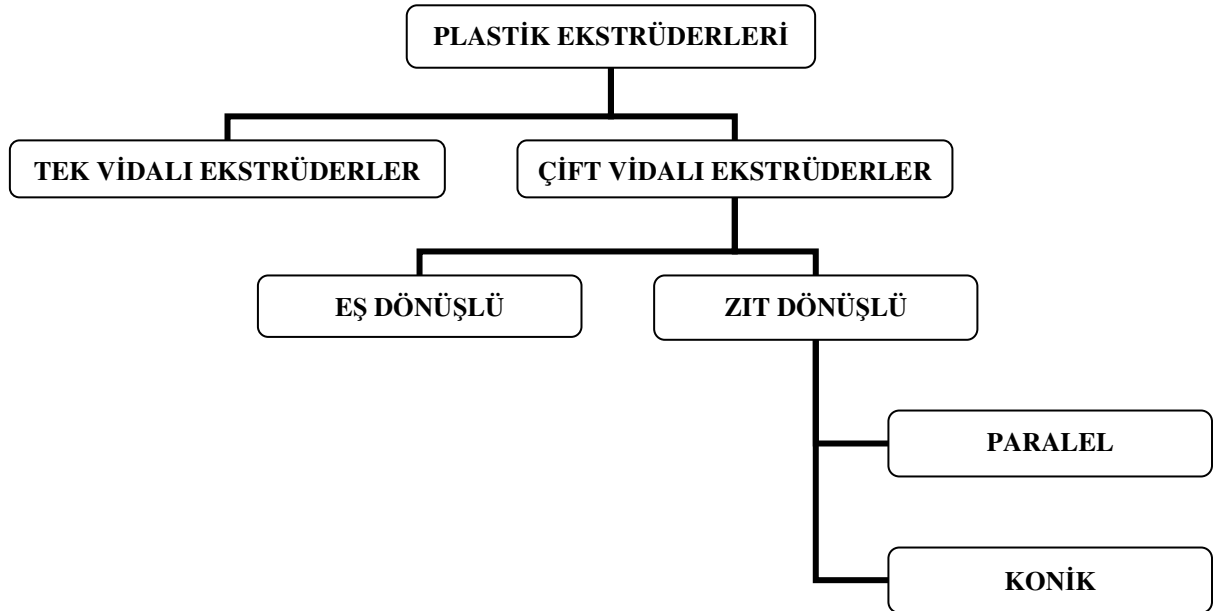 PLASTİK EKSTRÜDERLERİ
TEK VİDALI EKSTRÜDERLER
ÇİFT VİDALI EKSTRÜDERLER
EŞ DÖNÜŞLÜ
ZIT DÖNÜŞLÜ
PARALEL
KONİK